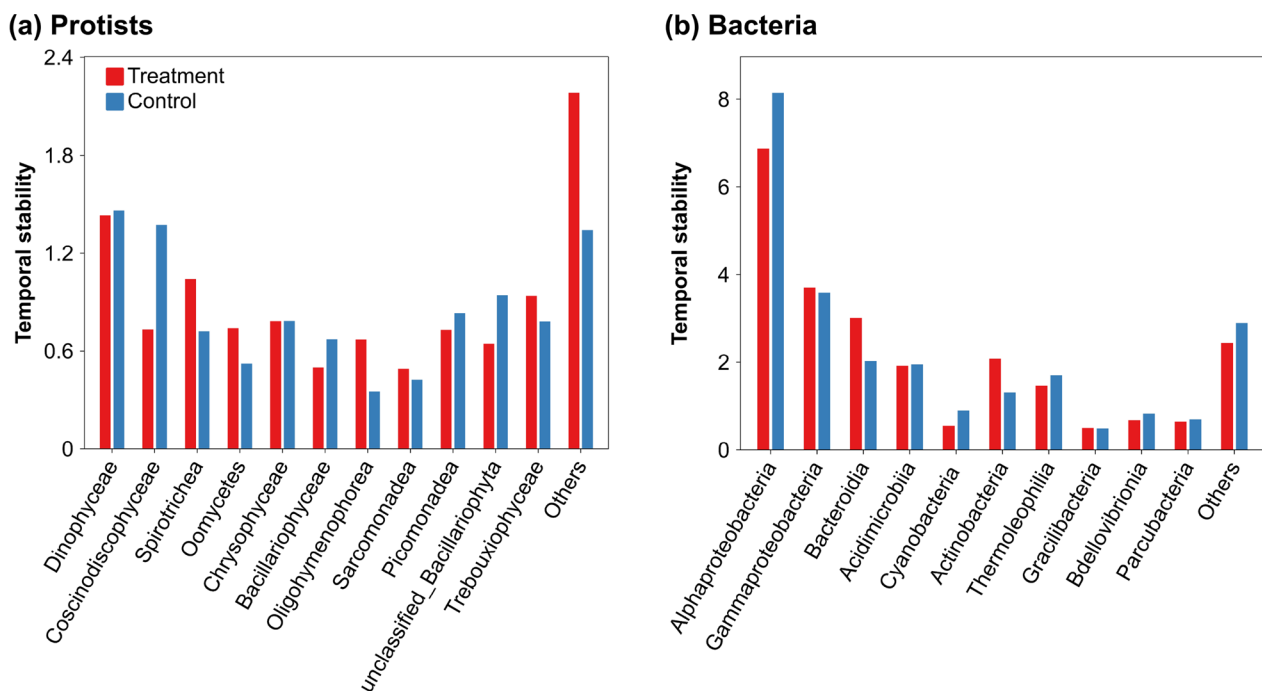 (a) Protists
2.4
1.8
1.2
0.6
0
Temporal stability
Treatment
Control
Dinophyceae
Coscinodiscophyceae
Spirotrichea
Oomycetes
Chrysophyceae
Bacillariophyceae
Oligohymenophorea
Sarcomonadea
Picomonadea
unclassified_Bacillariophyta
Trebouxiophyceae
Others
(b) Bacteria
8
6
4
2
0
Temporal stability
Alphaproteobacteria
Gammaproteobacteria
Bacteroidia
Acidimicrobiia
Cyanobacteria
Actinobacteria
Thermoleophilia
Gracilibacteria
Bdellovibrionia
Parcubacteria
Others